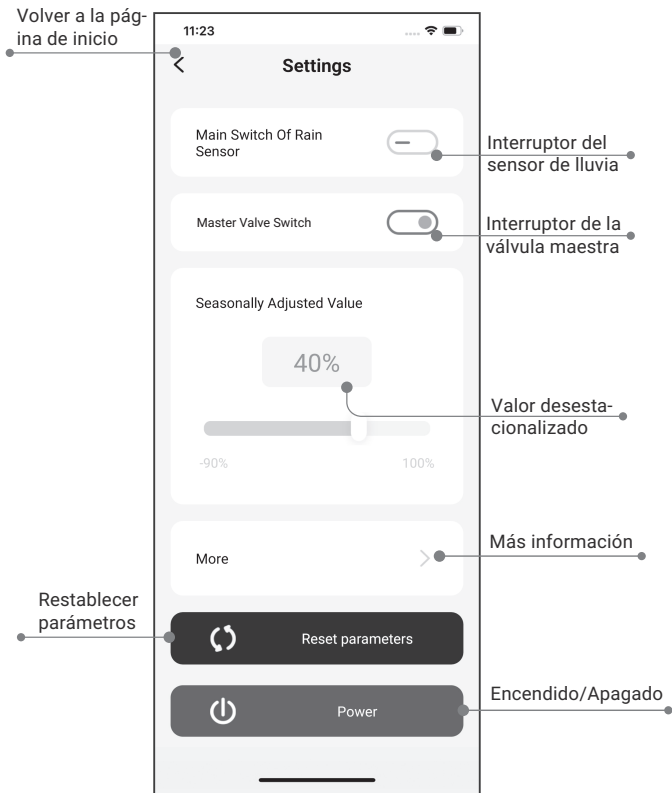 Volver a la pág-
ina de inicio
11:23
Settings
Main Switch Of Rain
Sensor
Interruptor del
sensor de lluvia
Master Valve Switch
Interruptor de la
válvula maestra
Seasonally Adjusted Value
40%
Valor desesta-
cionalizado
-90%
100%
More
Más información
Restablecer
parámetros
Reset parameters
Power
Encendido/Apagado